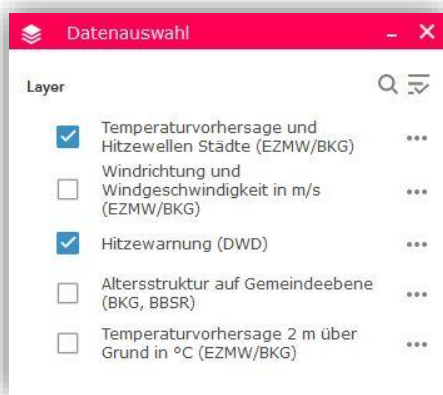 Datenauswahl
Layer
Temperaturvorhersage und
Hitzewellen Städte (EZMW/BKG)
Windrichtung und
Windgeschwindigkeit in m/s
(EZMW/BKG)
Hitzewarnung (DWD)
Altersstruktur auf Gemeindeebene
(BKG, BBSR)
Temperaturvorhersage 2 m über
Grund in °C (EZMW/BKG)